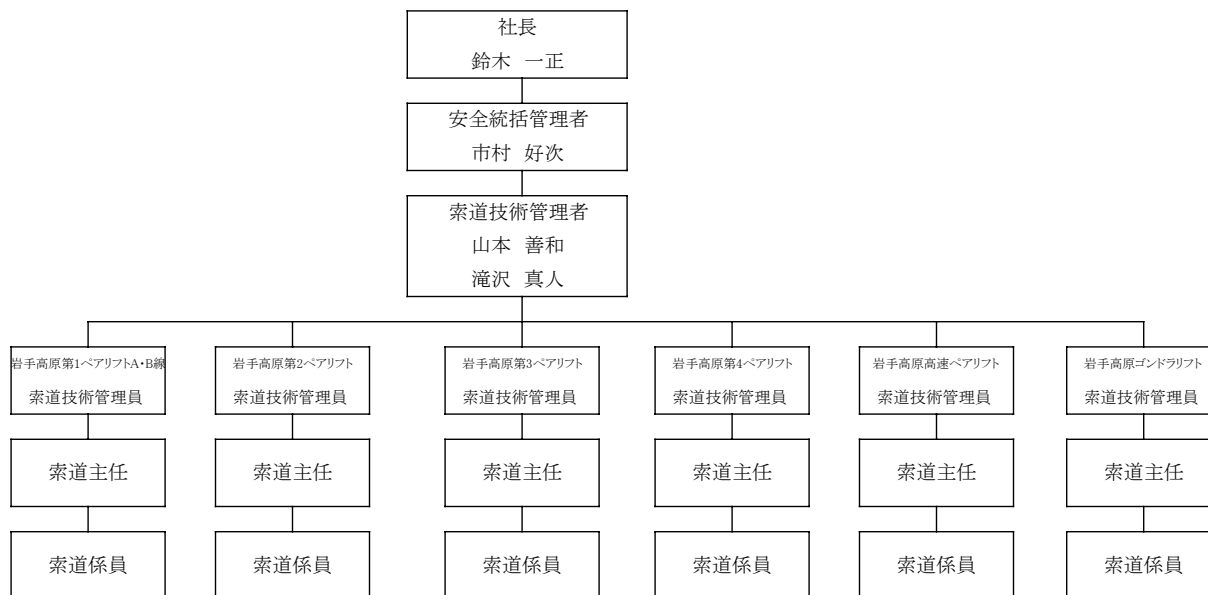 社長
鈴木 一正
安全統括管理者
市村 好次
索道技術管理者
山本 善和
滝沢 真人
岩手高原第1ペアリフトA・B線
索道技術管理員
岩手高原第2ペアリフト
索道技術管理員
岩手高原第3ペアリフト
索道技術管理員
岩手高原第4ペアリフト
索道技術管理員
岩手高原高速ペアリフト
索道技術管理員
岩手高原ゴンドラリフト
索道技術管理員
索道主任
索道主任
索道主任
索道主任
索道主任
索道主任
索道係員
索道係員
索道係員
索道係員
索道係員
索道係員